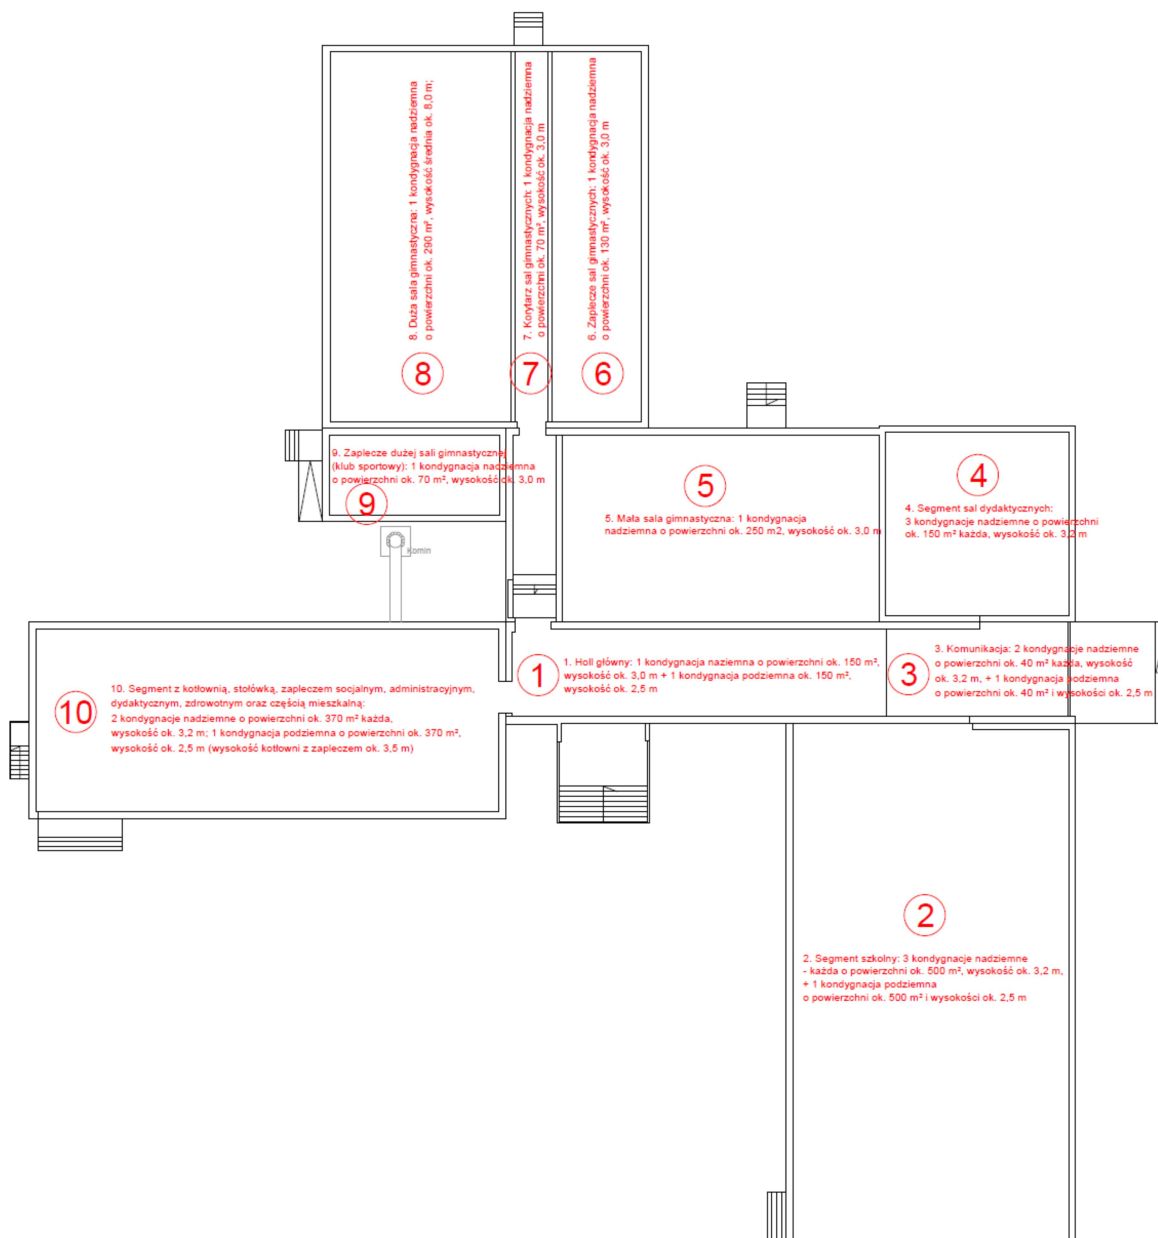 8. Duża sala gimnastyczna: 1 kondygnacja nadziemna
o powierzchni ok. 290 m², wysokość średnia ok. 8,0 m;
8
7. Korytarz sal gimnastycznych: 1 kondygnacja nadziemna
o powierzchni ok. 70 m², wysokość ok. 3,0 m
7
6. Zaplecze sal gimnastycznych: 1 kondygnacja nadziemna
o powierzchni ok. 130 m², wysokość ok. 3,0 m
6
9. Zaplecze dużej sali gimnastycznej
(klub sportowy): 1 kondygnacja nadziemna
o powierzchni ok. 70 m², wysokość ok. 3,0 m
9
Komin
5
5. Mała sala gimnastyczna: 1 kondygnacja
nadziemna o powierzchni ok. 250 m2, wysokość ok. 3,0 m
4
4. Segment sal dydaktycznych:
3 kondygnacje nadziemne o powierzchni
ok. 150 m² każda, wysokość ok. 3,2 m
1
1. Holl główny: 1 kondygnacja naziemna o powierzchni ok. 150 m²,
wysokość ok. 3,0 m + 1 kondygnacja podziemna ok. 150 m²,
wysokość ok. 2,5 m
3
3. Komunikacja: 2 kondygnacje nadziemne
o powierzchni ok. 40 m² każda, wysokość
ok. 3,2 m, + 1 kondygnacja podziemna
o powierzchni ok. 40 m² i wysokości ok. 2,5 m
10
10. Segment z kotłownią, stołówką, zapleczem socjalnym, administracyjnym,
dydaktycznym, zdrowotnym oraz częścią mieszkalną:
2 kondygnacje nadziemne o powierzchni ok. 370 m² każda,
wysokość ok. 3,2 m; 1 kondygnacja podziemna o powierzchni ok. 370 m²,
wysokość ok. 2,5 m (wysokość kotłowni z zapleczem ok. 3,5 m)
2
2. Segment szkolny: 3 kondygnacje nadziemne
- każda o powierzchni ok. 500 m², wysokość ok. 3,2 m,
+ 1 kondygnacja podziemna
o powierzchni ok. 500 m² i wysokości ok. 2,5 m